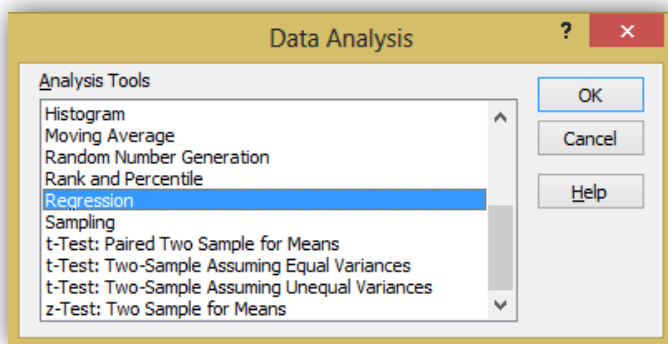 Data Analysis ? ×
Analysis Tools
Histogram
Moving Average
Random Number Generation
Rank and Percentile
Regression
Sampling
t-Test: Paired Two Sample for Means
t-Test: Two-Sample Assuming Equal Variances
t-Test: Two-Sample Assuming Unequal Variances
z-Test: Two Sample for Means
OK
Cancel
Help